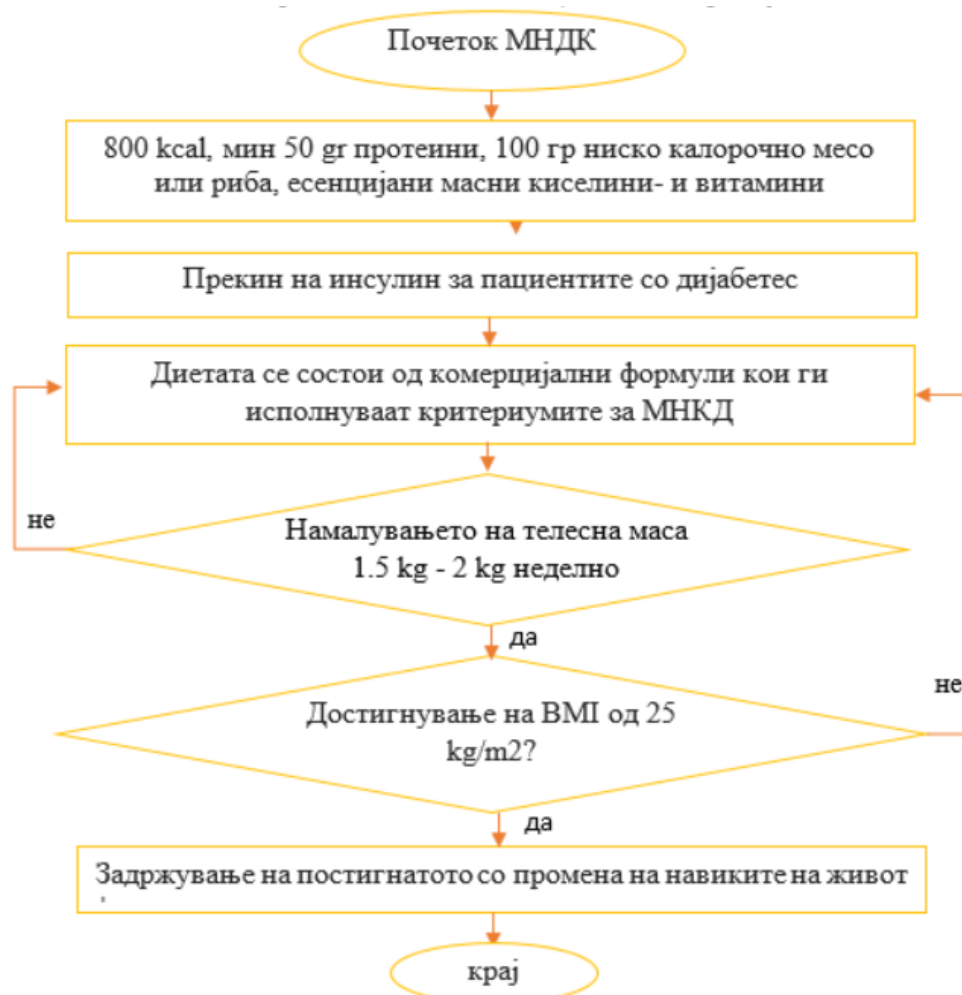 Почеток МНДК
800 kcal, мин 50 gr протеини, 100 гр ниско калорочно месо
или риба, есенцијани масни киселини- и витамини
Прекин на инсулин за пациентите со дијабетес
Диетата се состои од комерцијални формули кои ги
исполнуваат критериумите за МНКД
не
Намалувањето на телесна маса
1.5 kg - 2 kg неделно
да
не
Достигнување на BMI од 25
kg/m2?
да
Задржување на постигнатото со промена на навиките на живот
крај